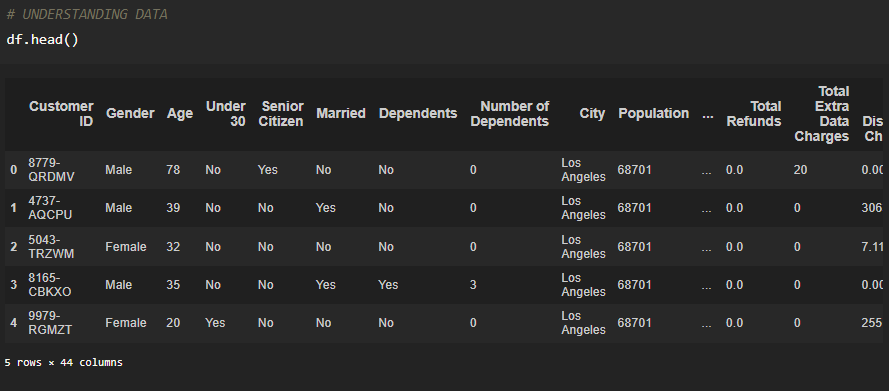 # UNDERSTANDING DATA
df.head()
Customer ID Gender Age Under 30 Senior Citizen Married Dependents Number of Dependents City Population ... Total Refunds Total Extra Data Charges Dis Ch
0 8779-QRDMV Male 78 No Yes No No 0 Los Angeles 68701 ... 0.0 20 0.00
1 4737-AQCPU Male 39 No No Yes No 0 Los Angeles 68701 ... 0.0 0 306
2 5043-TRZWM Female 32 No No No No 0 Los Angeles 68701 ... 0.0 0 7.11
3 8165-CBKXO Male 35 No No Yes Yes 3 Los Angeles 68701 ... 0.0 0 0.00
4 9979-RGMZT Female 20 Yes No No No 0 Los Angeles 68701 ... 0.0 0 255
5 rows × 44 columns